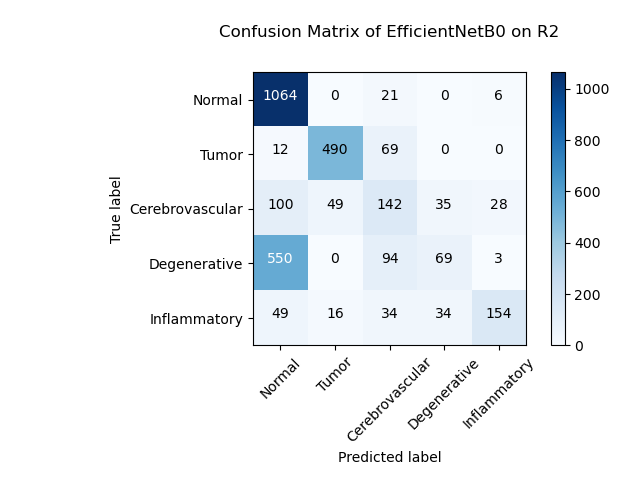 Confusion Matrix of EfficientNetB0 on R2
Normal 1064 0 21 0 6
Tumor 12 490 69 0 0
Cerebrovascular 100 49 142 35 28
Degenerative 550 0 94 69 3
Inflammatory 49 16 34 34 154
True label
Normal Tumor Cerebrovascular Degenerative Inflammatory
Predicted label
1000
800
600
400
200
0